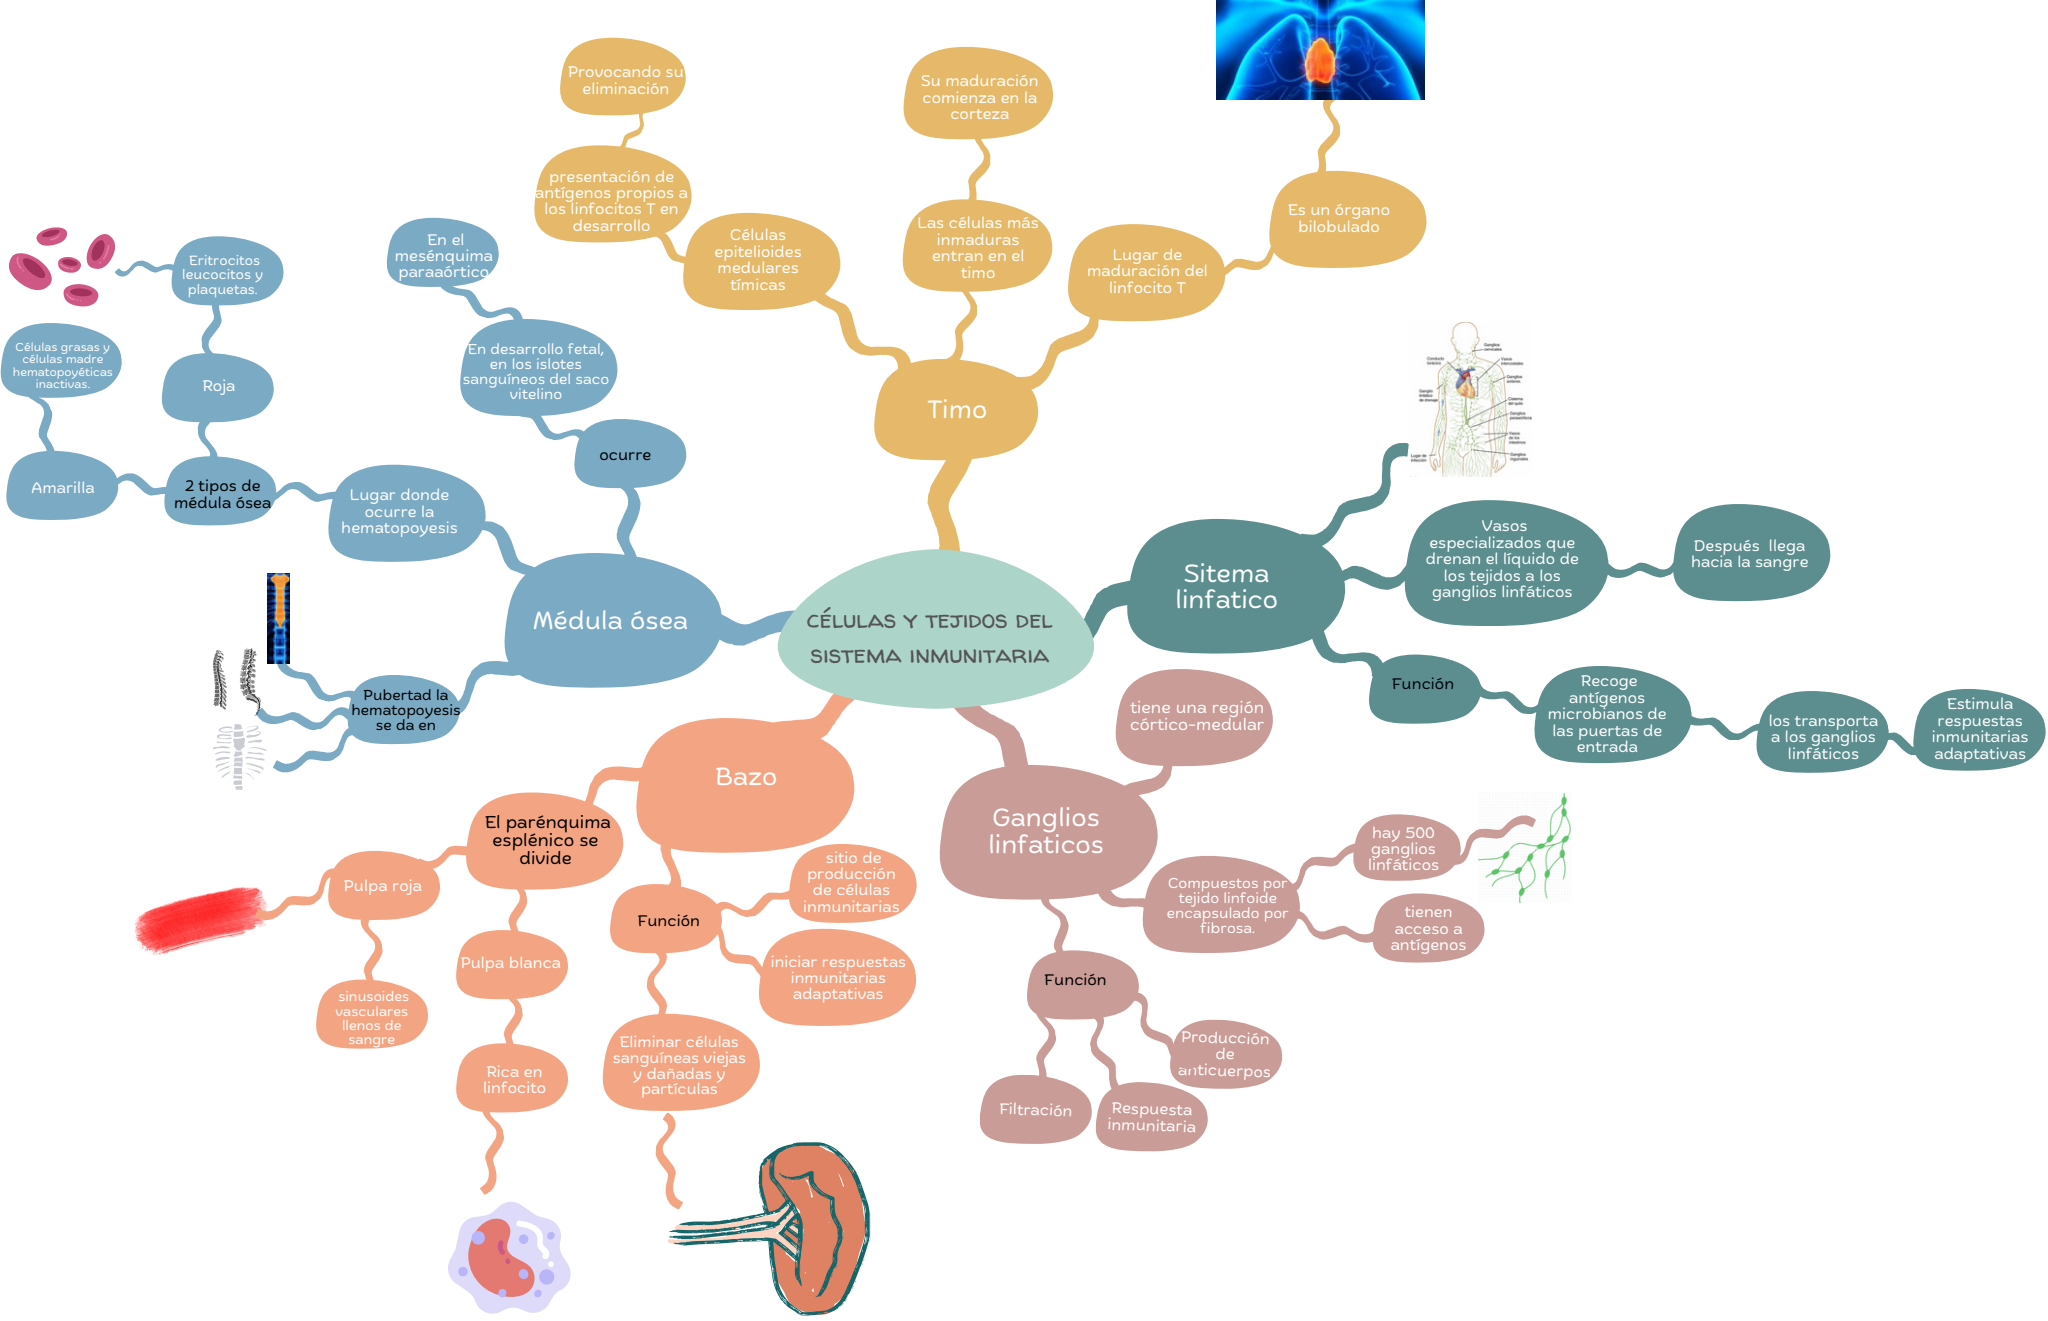 CÉLULAS Y TEJIDOS DEL
SISTEMA INMUNITARIA
Timo
Células
epitelioides
medulares
tímicas
presentación de
antígenos propios a
los linfocitos T en
desarrollo
Provocando su
eliminación
Las células más
inmaduras
entran en el
timo
Su maduración
comienza en la
corteza
Lugar de
maduración del
linfocito T
Es un órgano
bilobulado
Médula ósea
ocurre
En desarrollo fetal,
en los islotes
sanguíneos del saco
vitelino
En el
mesénquima
paraaórtico
Lugar donde
ocurre la
hematopoyesis
2 tipos de
médula ósea
Roja
Eritrocitos
leucocitos y
plaquetas.
Amarilla
Células grasas y
células madre
hematopoyéticas
inactivas.
Pubertad la
hematopoyesis
se da en
Sitema
linfatico
Vasos
especializados que
drenan el líquido de
los tejidos a los
ganglios linfáticos
Después  llega
hacia la sangre
Función
Recoge
antígenos
microbianos de
las puertas de
entrada
los transporta
a los ganglios
linfáticos
Estimula
respuestas
inmunitarias
adaptativas
Bazo
El parénquima
esplénico se
divide
Pulpa roja
sinusoides
vasculares
llenos de
sangre
Pulpa blanca
Rica en
linfocito
Función
sitio de
producción
de células
inmunitarias
iniciar respuestas
inmunitarias
adaptativas
Eliminar células
sanguíneas viejas
y dañadas y
partículas
Ganglios
linfaticos
tiene una región
córtico-medular
Compuestos por
tejido linfoide
encapsulado por
fibrosa.
hay 500
ganglios
linfáticos
tienen
acceso a
antígenos
Función
Filtración
Respuesta
inmunitaria
Producción
de
anticuerpos